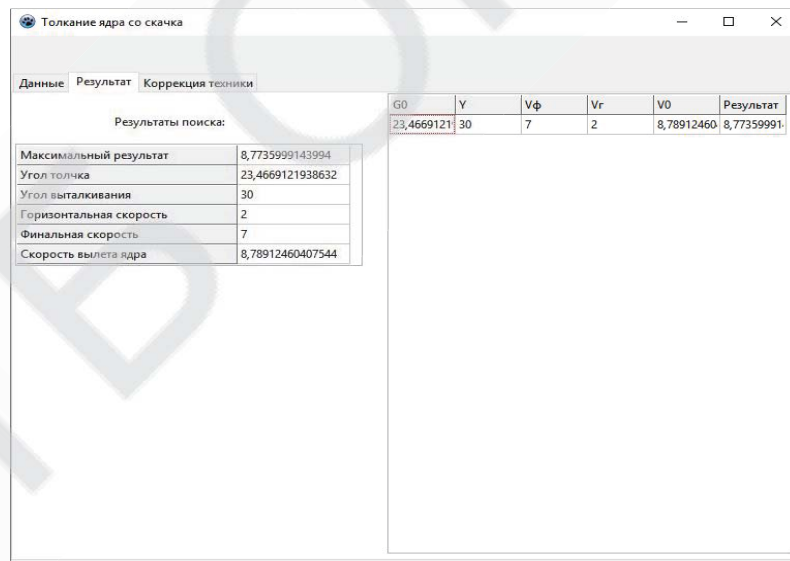 Толкание ядра со скачка
Данные Результат Коррекция техники
Результаты поиска:
Максимальный результат 8,7735999143994
Угол толчка 23,4669121938632
Угол выталкивания 30
Горизонтальная скорость 2
Финальная скорость 7
Скорость вылета ядра 8,78912460407544
G0 Y Vф Vг V0 Результат
23,4669121 30 7 2 8,78912460 8,77359991